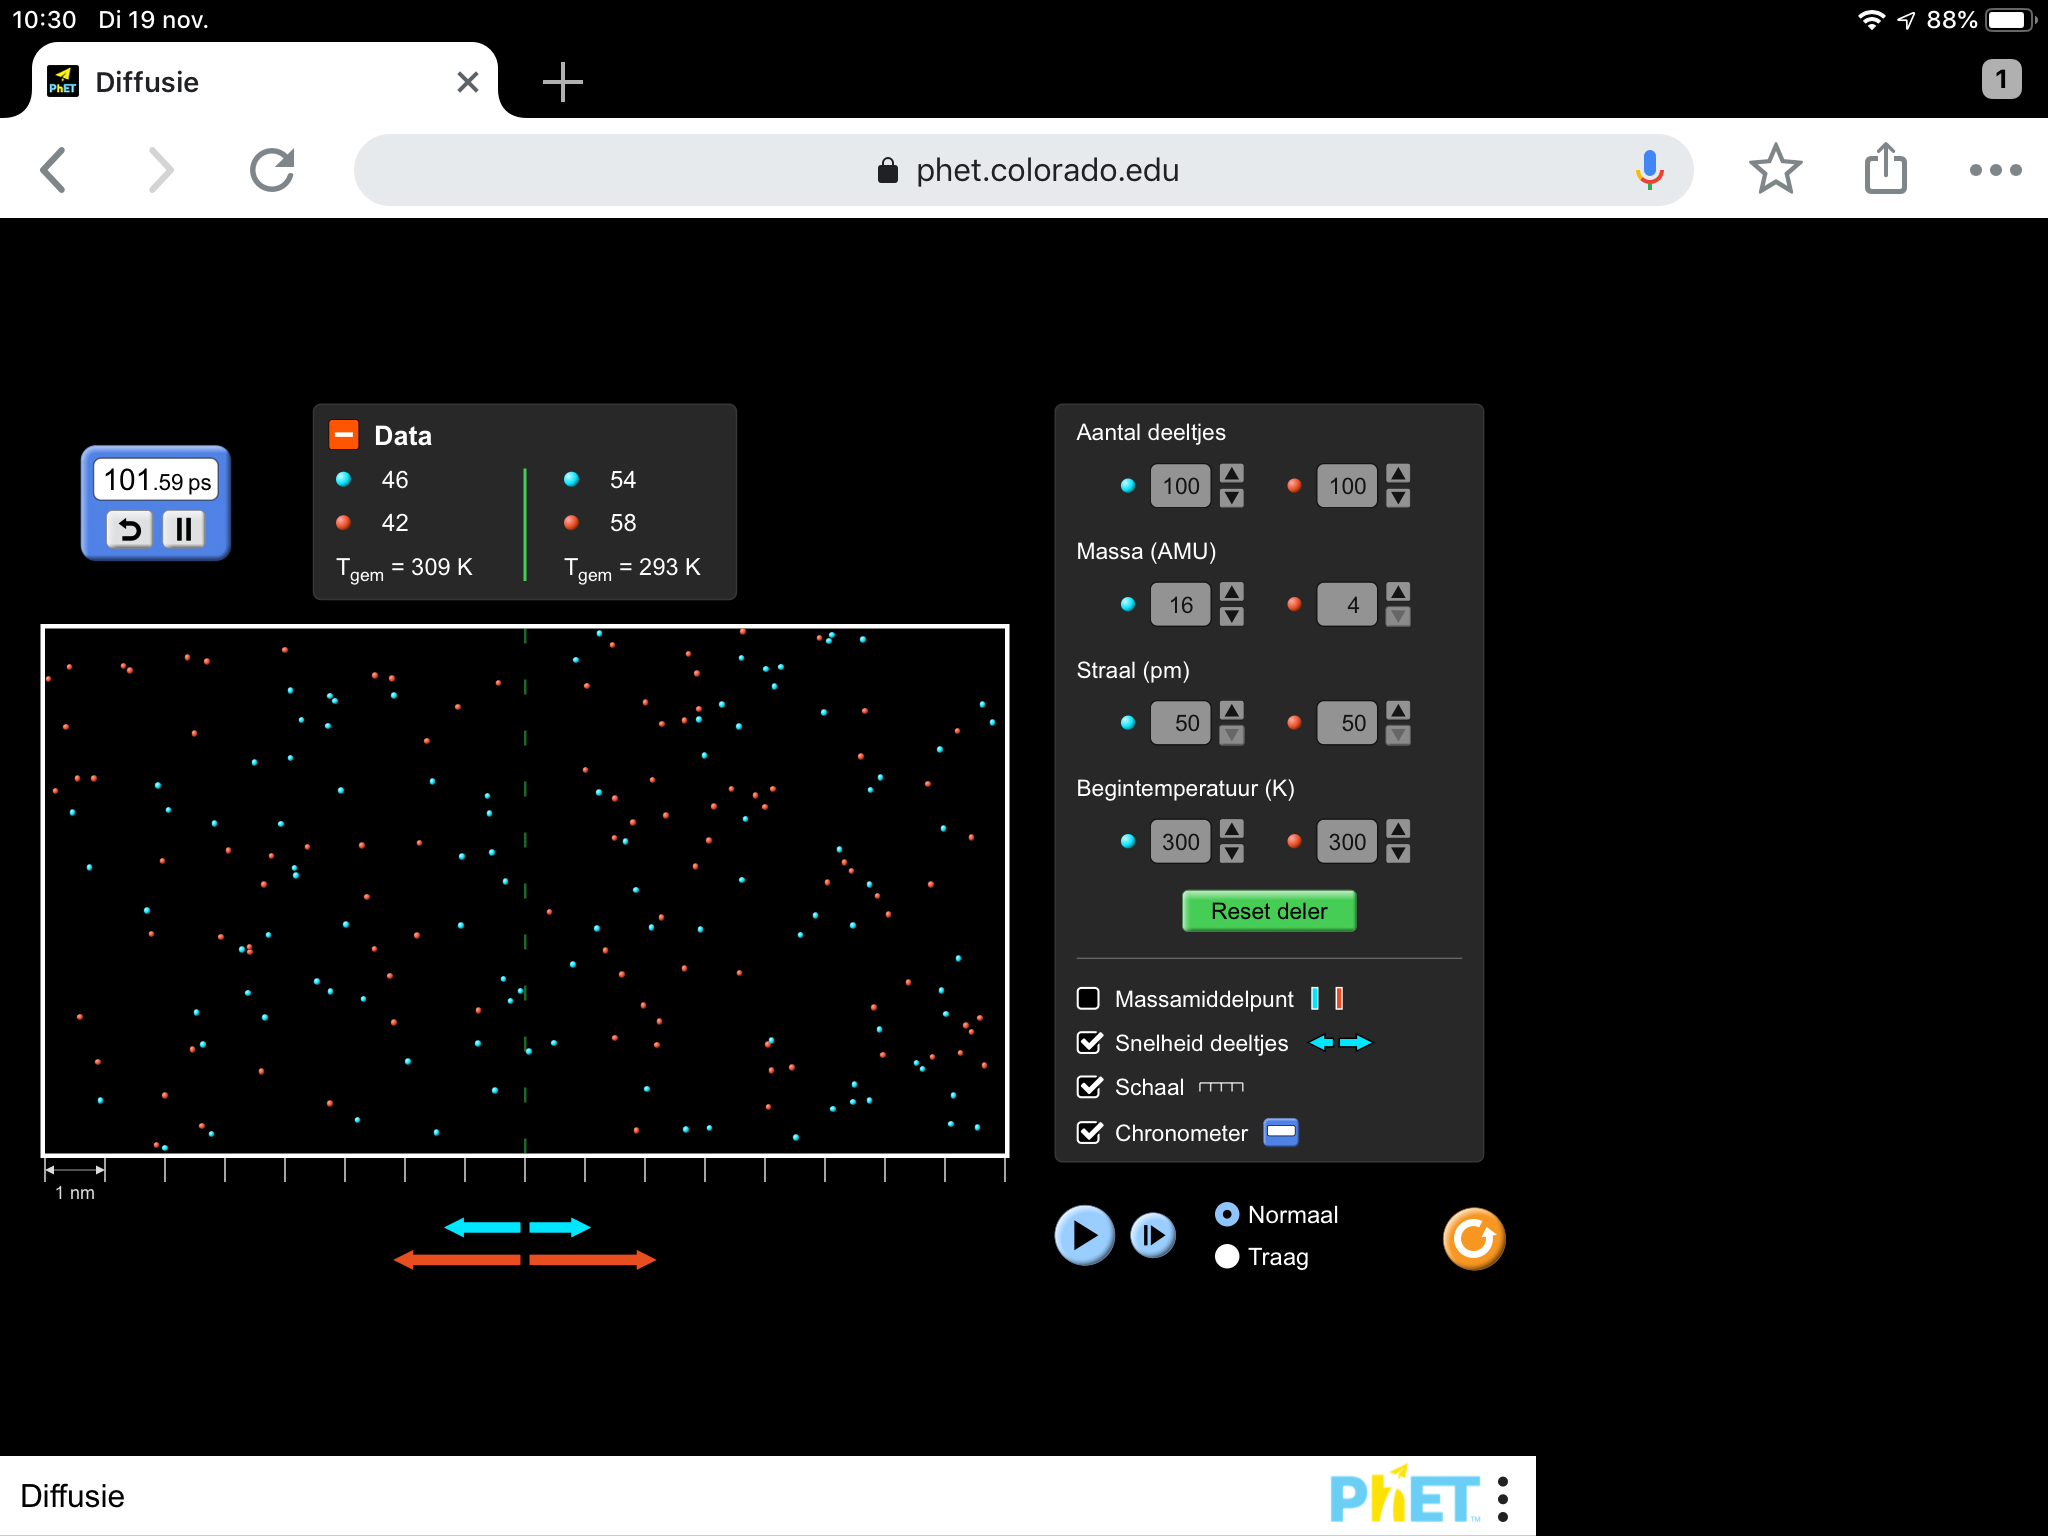 10:30 Di 19 nov. 88%
Diffusie 1
phet.colorado.edu
Data
46 54
42 58
Tgem = 309 K Tgem = 293 K
101.59 ps
1 nm
Aantal deeltjes
100 100
Massa (AMU)
16 4
Straal (pm)
50 50
Begintemperatuur (K)
300 300
Reset deler
Massamiddelpunt
Snelheid deeltjes
Schaal
Chronometer
Normaal
Traag
Diffusie PhET™